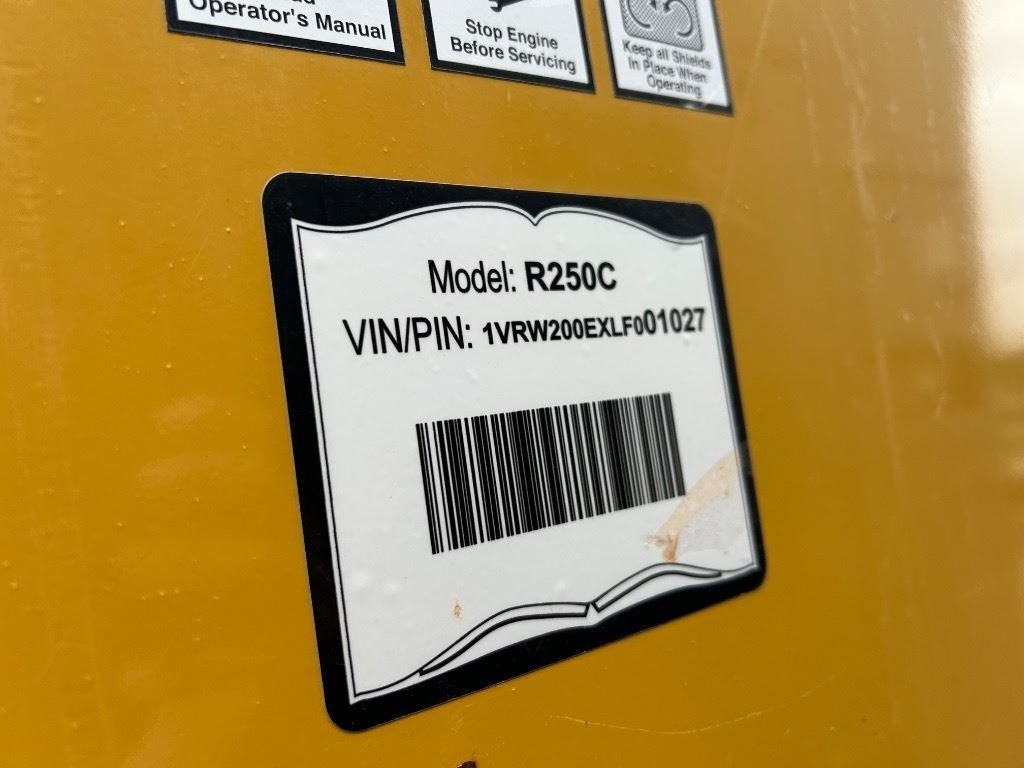 Operator's Manual
Stop Engine
Before Servicing
Keep all Shields
In Place When
Operating
Model: R250C
VIN/PIN: 1VRW200EXLF001027